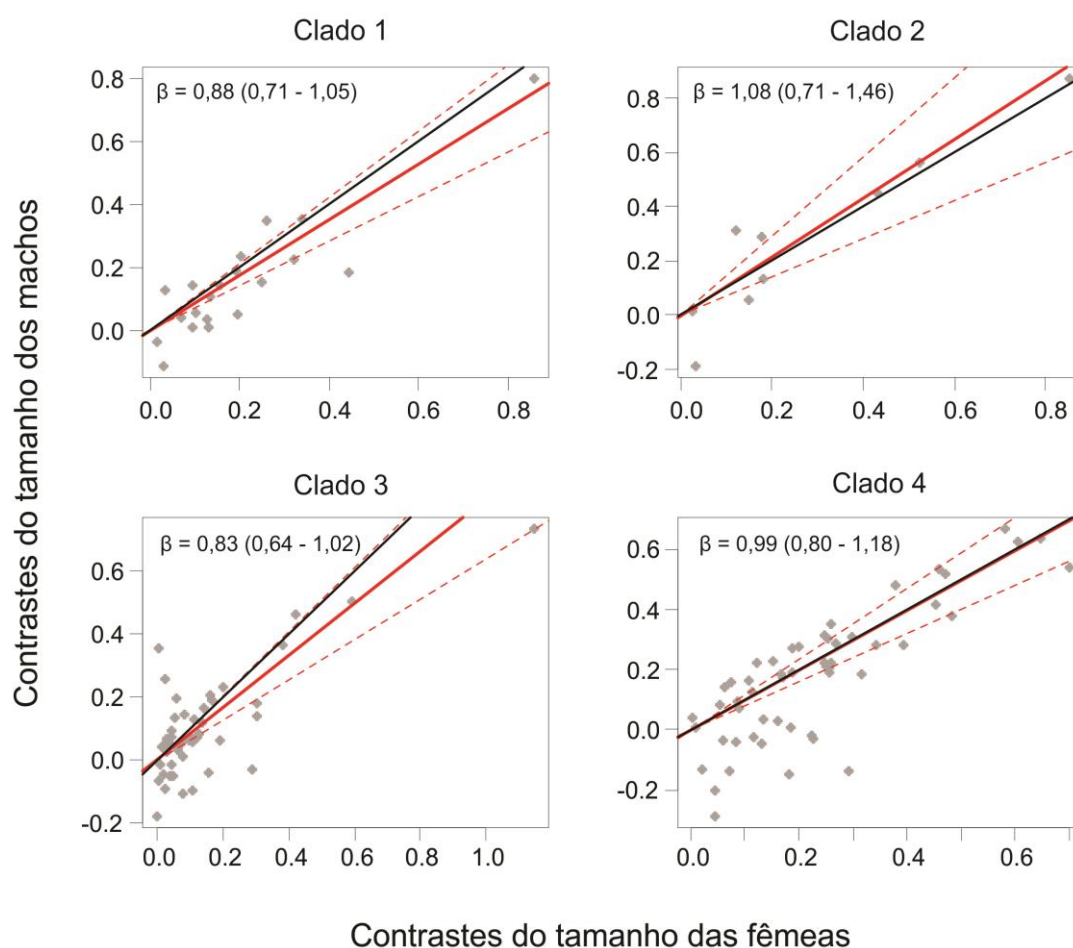 Clado 1
β = 0,88 (0,71 - 1,05)
0.8
0.6
0.4
0.2
0.0
0.0 0.2 0.4 0.6 0.8
Clado 2
β = 1,08 (0,71 - 1,46)
0.8
0.6
0.4
0.2
0.0
-0.2
0.0 0.2 0.4 0.6 0.8
Clado 3
β = 0,83 (0,64 - 1,02)
0.6
0.4
0.2
0.0
-0.2
0.0 0.2 0.4 0.6 0.8 1.0
Clado 4
β = 0,99 (0,80 - 1,18)
0.6
0.4
0.2
0.0
-0.2
0.0 0.2 0.4 0.6
Contrastes do tamanho dos machos
Contrastes do tamanho das fêmeas